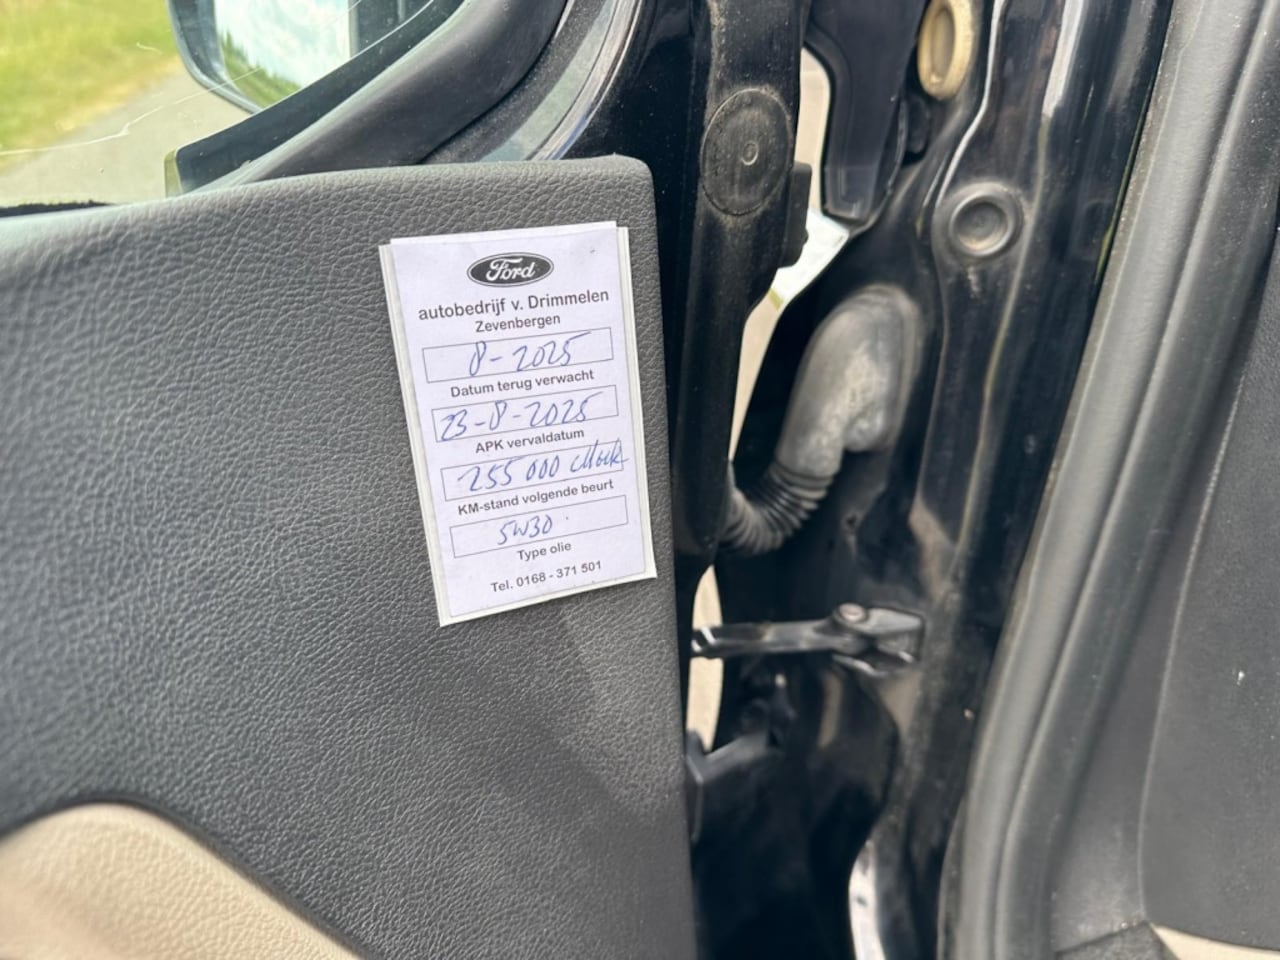 Ford
autobedrijf v. Drimmelen
Zevenbergen
8-2025
Datum terug verwacht
23-8-2025
APK vervaldatum
255 000
KM-stand volgende beurt
5W30
Type olie
Tel. 0168 - 371 501